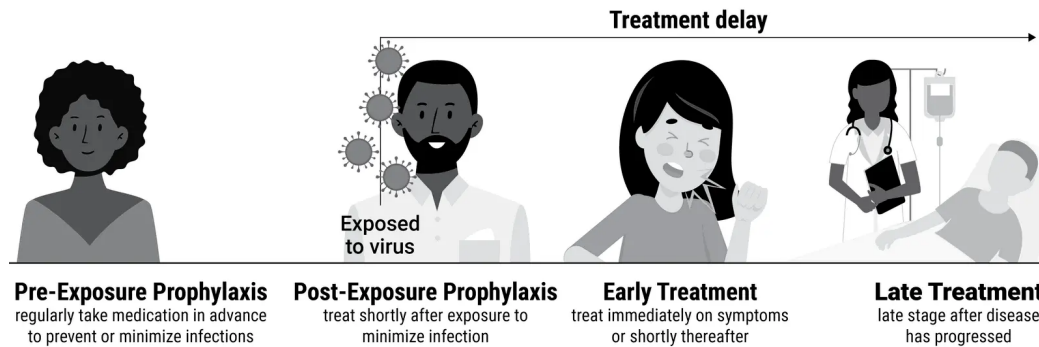 Treatment delay
Exposed
to virus
Pre-Exposure Prophylaxis
regularly take medication in advance
to prevent or minimize infections
Post-Exposure Prophylaxis
treat shortly after exposure to
minimize infection
Early Treatment
treat immediately on symptoms
or shortly thereafter
Late Treatment
late stage after disease
has progressed